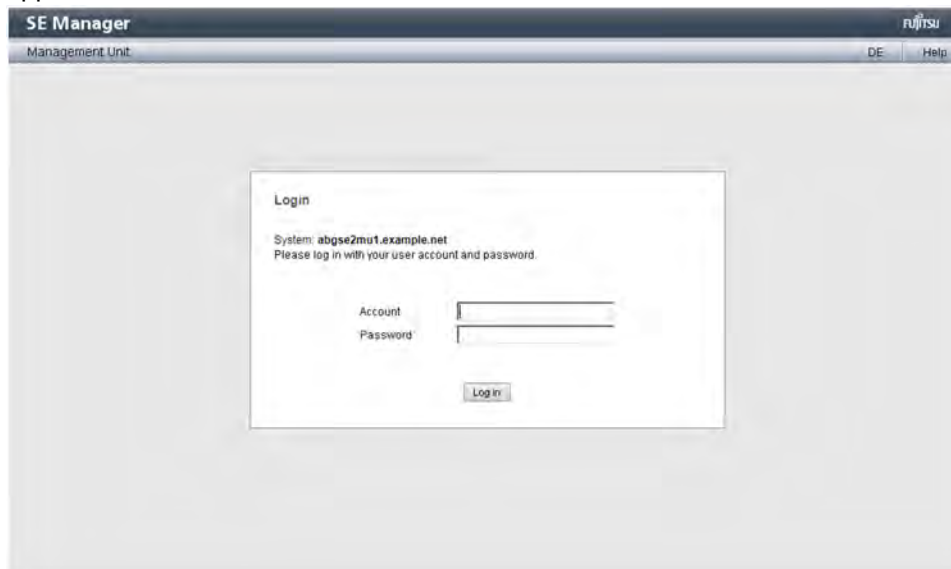 SE Manager
FUJITSU
Management Unit
DE
Help
Login
System: abgse2mu1.example.net
Please log in with your user account and password.
Account
Password
Log in